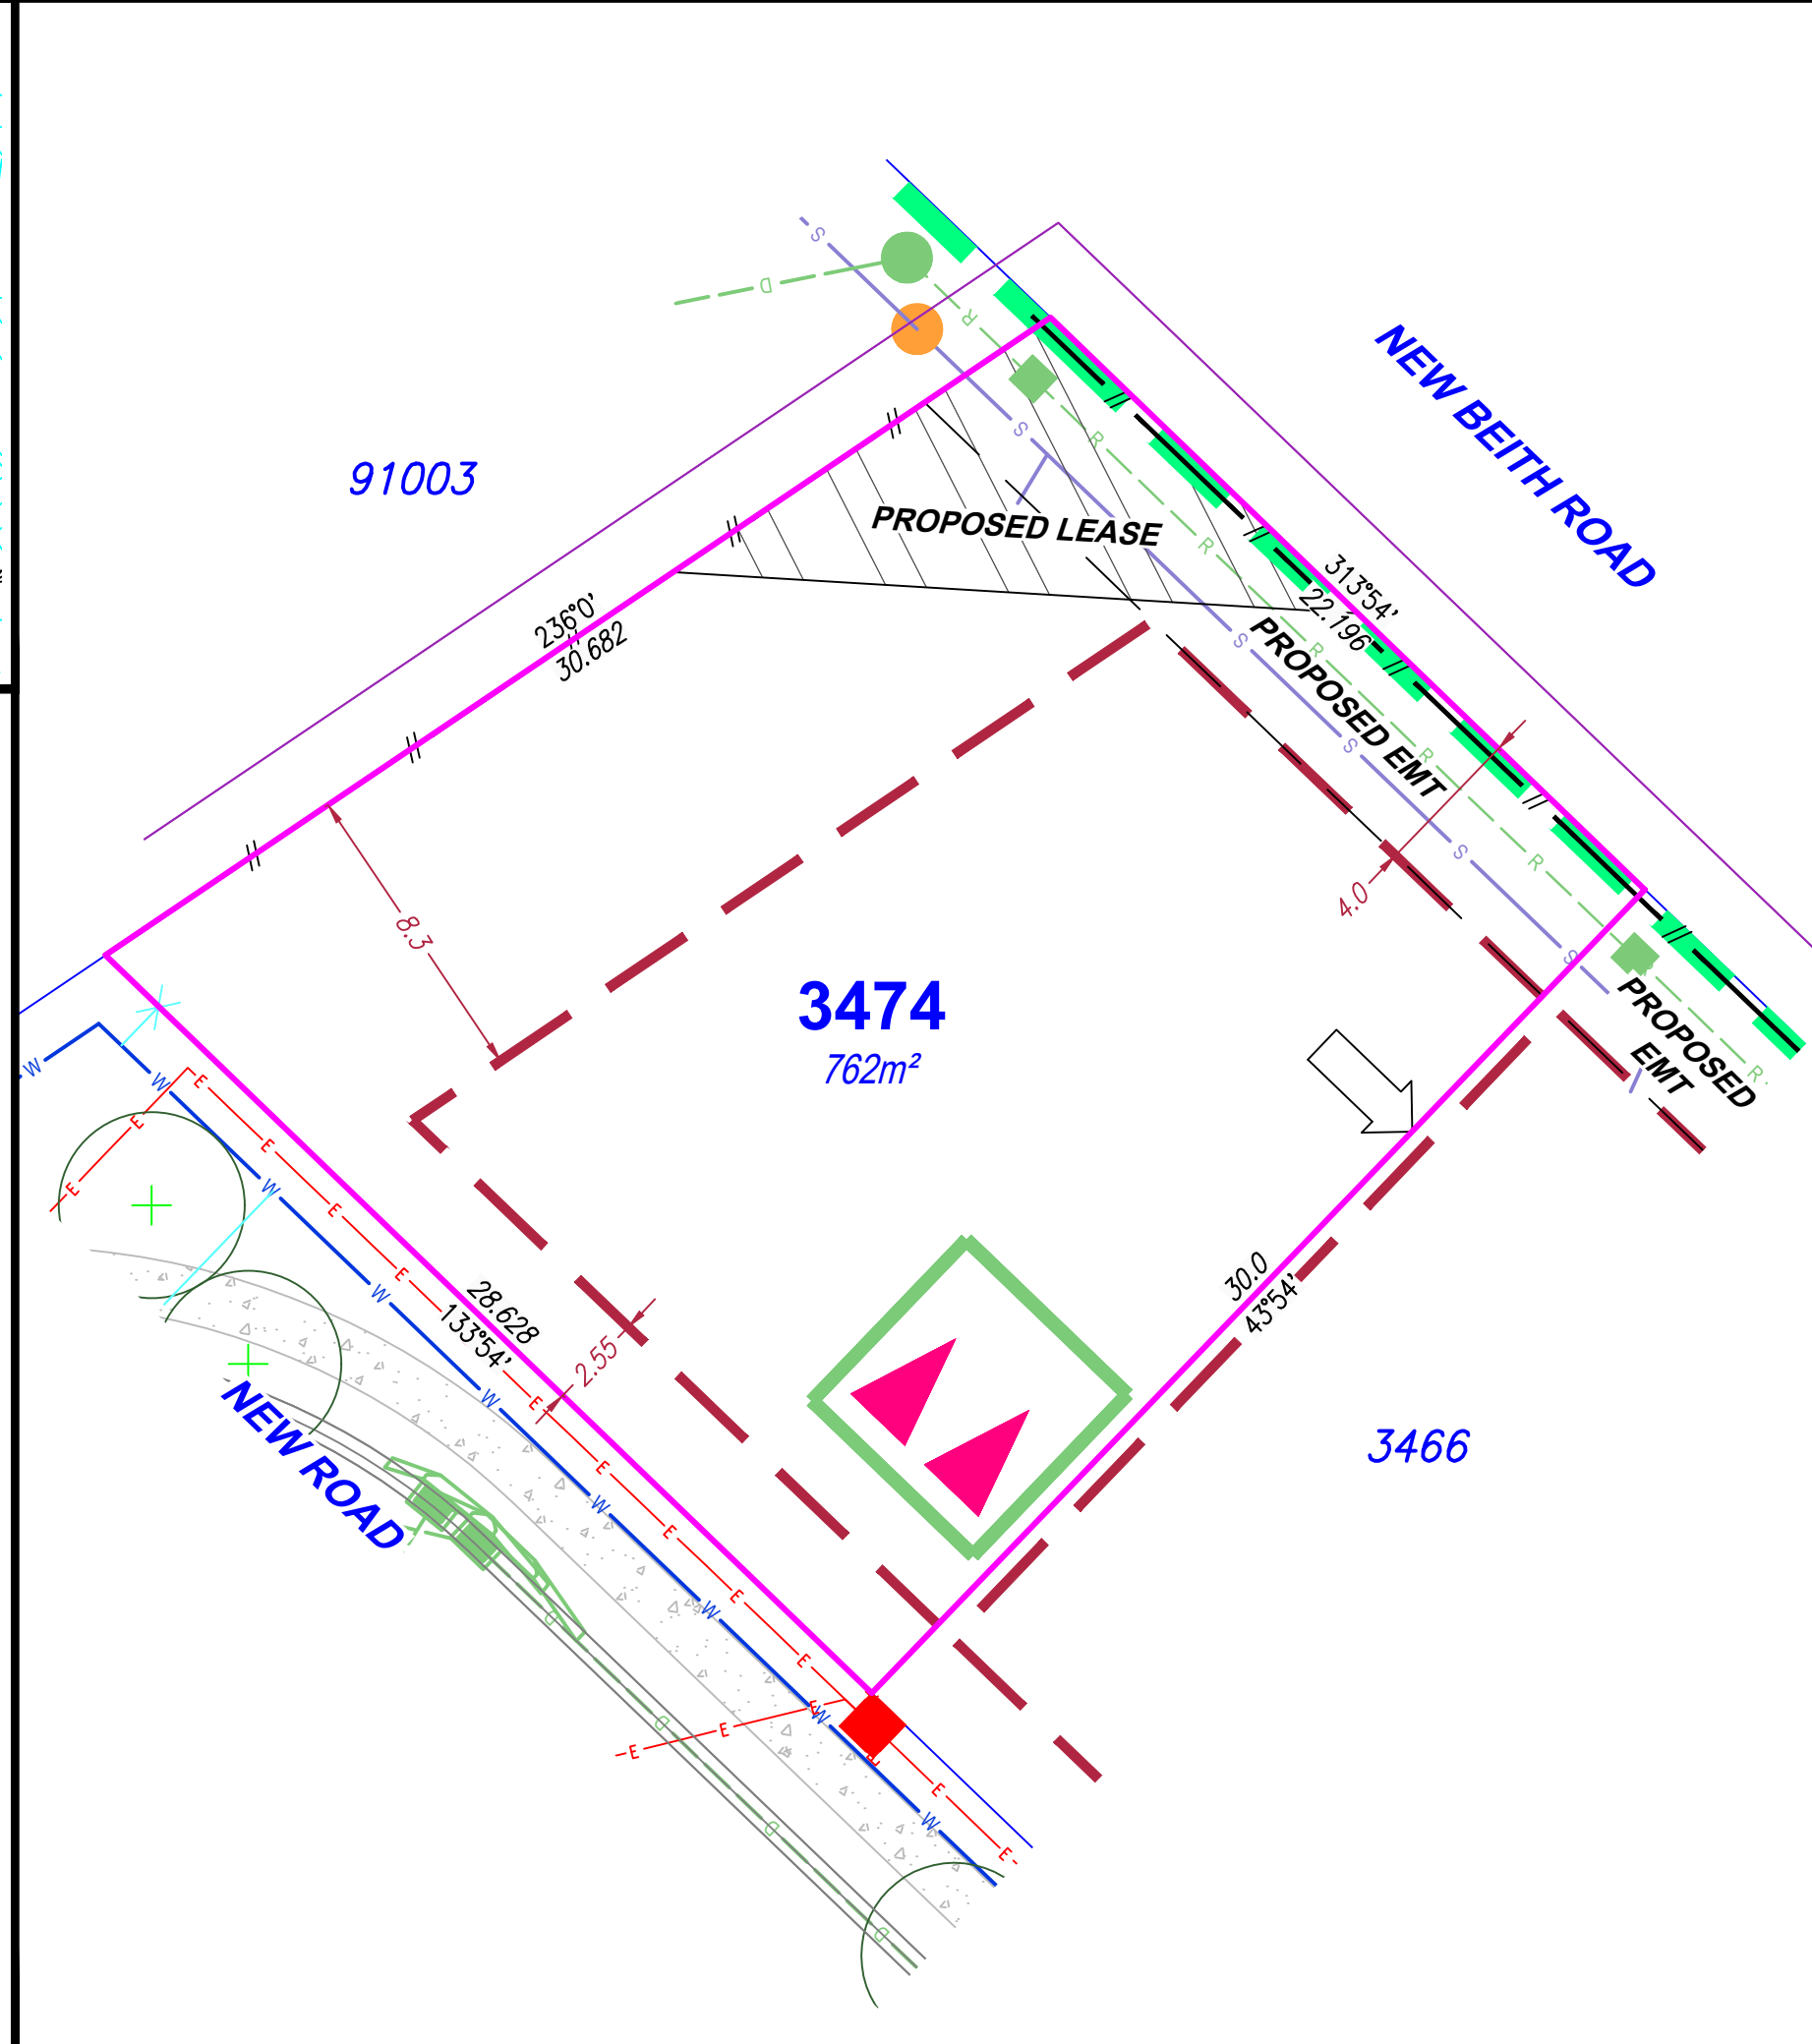 NEW BEITH ROAD
91003
PROPOSED LEASE
236°0'
30.682
313°54'
22.196
PROPOSED EMT
4.0
8.3
3474
762m²
PROPOSED
EMT
30.0
43°54'
28.628
133°54'
2.55
3466
NEW ROAD
S
D
R
S
R
R
S
R
S
R
S
R
S
R
W
W
E
E
E
E
W
E
E
W
W
E
E
W
E
E
W
E
E
W
E
E
E
W
E
D
D
D
D